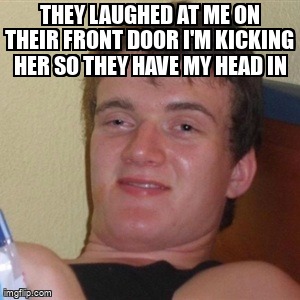 THEY LAUGHED AT ME ON
THEIR FRONT DOOR I'M KICKING
HER SO THEY HAVE MY HEAD IN
imgflip.com